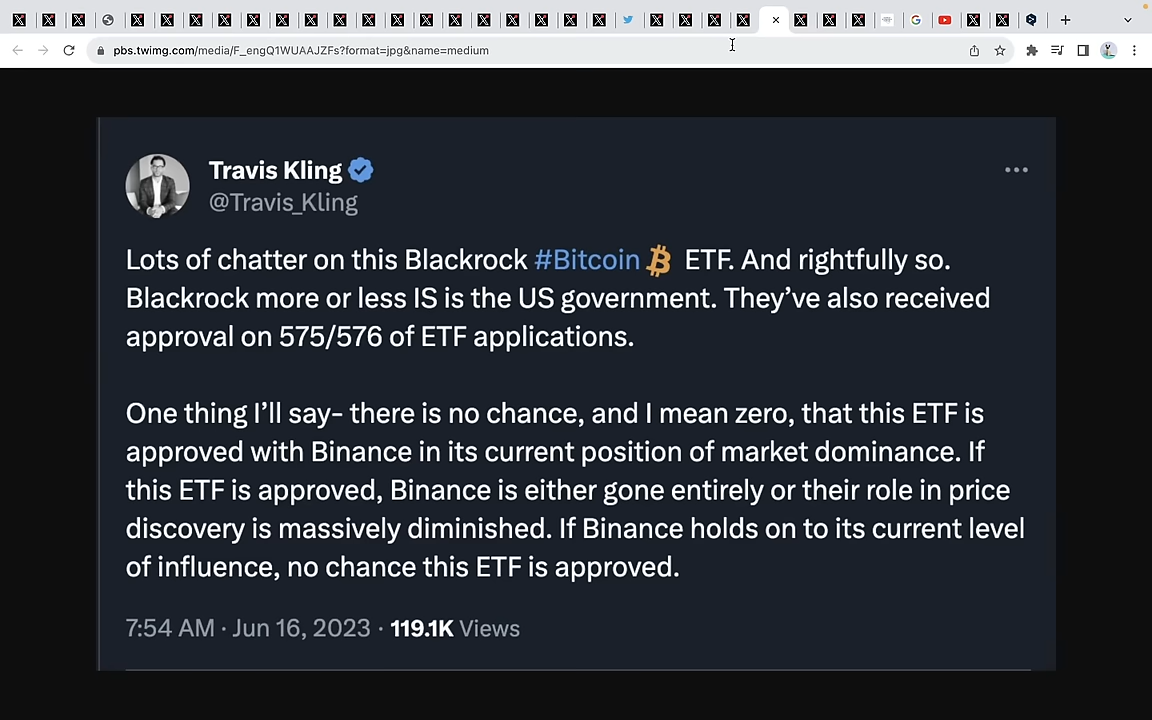 pbs.twimg.com/media/F_engQ1WUAAJZFs?format=jpg&name=medium
Travis Kling
@Travis_Kling
Lots of chatter on this Blackrock #Bitcoin ETF. And rightfully so.
Blackrock more or less IS is the US government. They’ve also received
approval on 575/576 of ETF applications.
One thing I’ll say- there is no chance, and I mean zero, that this ETF is
approved with Binance in its current position of market dominance. If
this ETF is approved, Binance is either gone entirely or their role in price
discovery is massively diminished. If Binance holds on to its current level
of influence, no chance this ETF is approved.
7:54 AM · Jun 16, 2023 · 119.1K Views